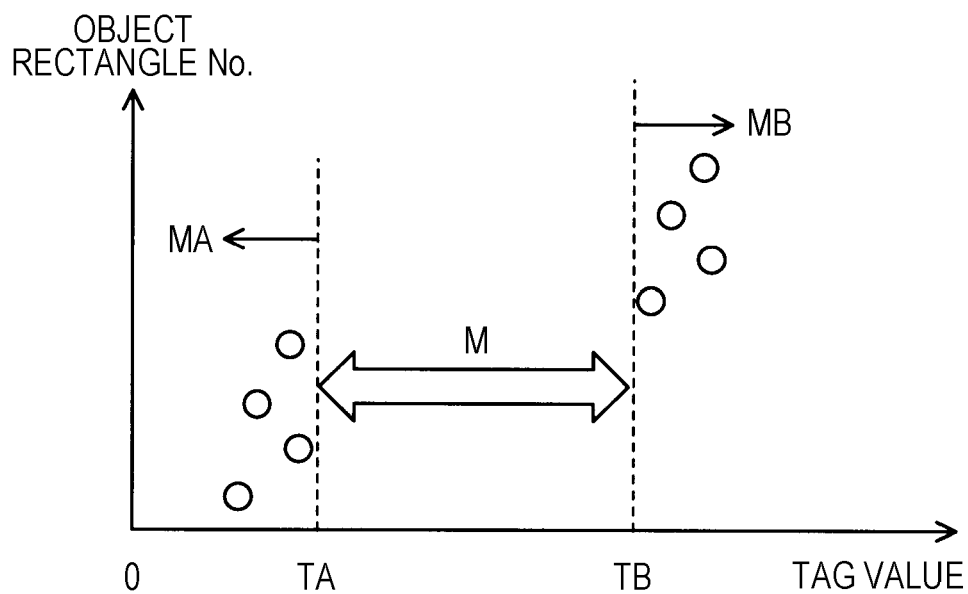 OBJECT
RECTANGLE No.
MB
MA
M
0 TA TB TAG VALUE